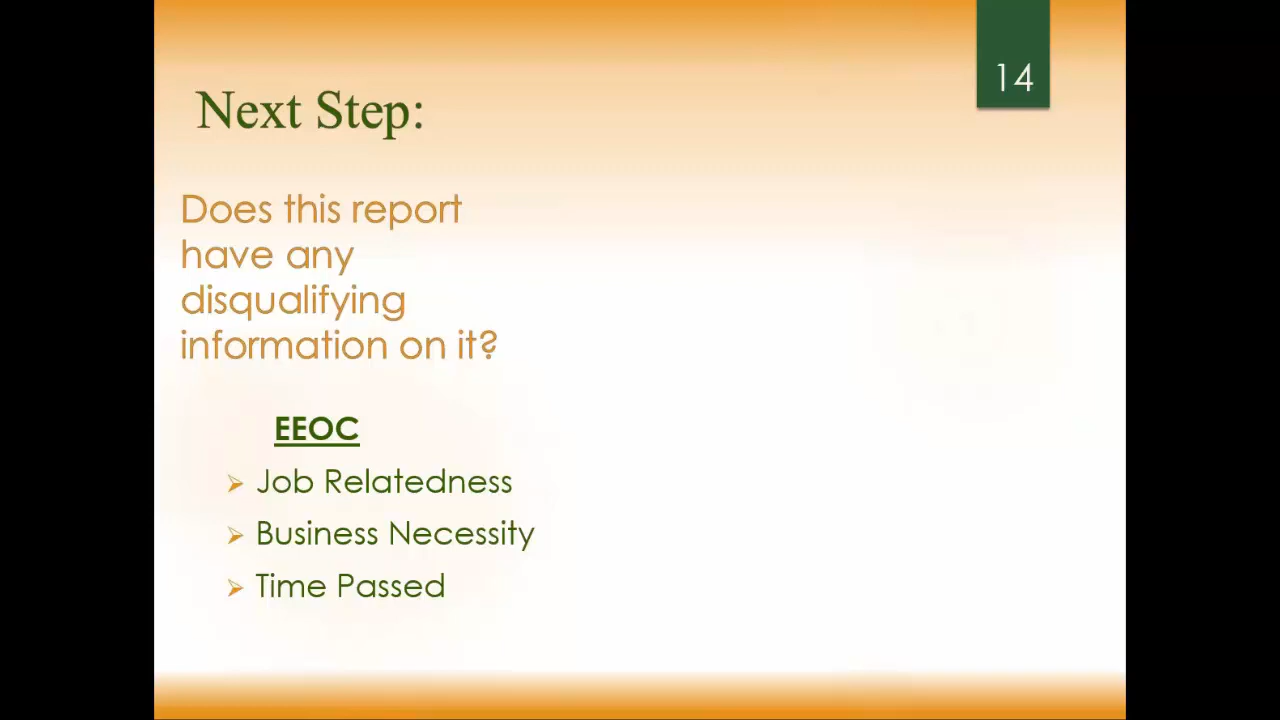 14
Next Step:
Does this report
have any
disqualifying
information on it?
EEOC
Job Relatedness
Business Necessity
Time Passed